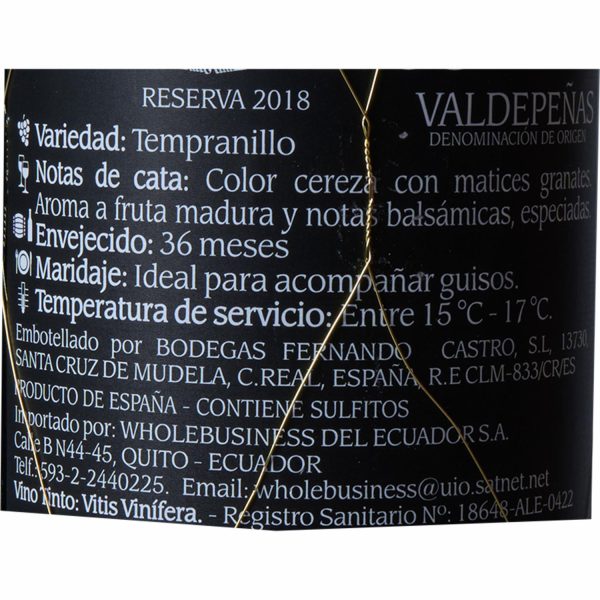 RESERVA 2018
VALDEPEÑAS
DENOMINACIÓN DE ORIGEN
Variedad: Tempranillo
Notas de cata: Color cereza con matices granates.
Aroma a fruta madura y notas balsámicas, especiadas.
Envejecido: 36 meses
Maridaje: Ideal para acompañar guisos.
Temperatura de servicio: Entre 15 °C - 17 °C.
Embotellado por BODEGAS FERNANDO CASTRO, S.L, 13730,
SANTA CRUZ DE MUDELA, C.REAL, ESPAÑA, R.E CLM-833/CR/ES
PRODUCTO DE ESPAÑA - CONTIENE SULFITOS
Importado por: WHOLEBUSINESS DEL ECUADOR S.A.
Calle B N44-45, QUITO - ECUADOR
Telf.:593-2-2440225. Email:wholebusiness@uio.satnet.net
Vino Tinto: Vitis Vinífera. - Registro Sanitario Nº: 18648-ALE-0422